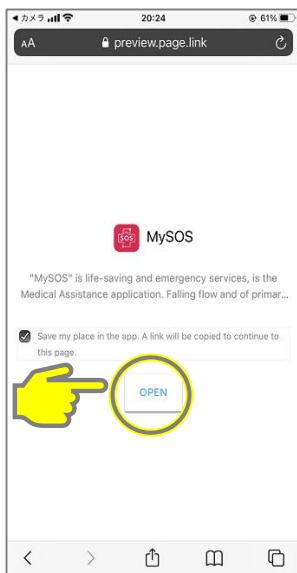 カメラ 20:24 61%
AA preview.page.link
SOS MySOS
"MySOS" is life-saving and emergency services, is the
Medical Assistance application. Falling flow and of primar...
Save my place in the app. A link will be copied to continue to
this page.
OPEN